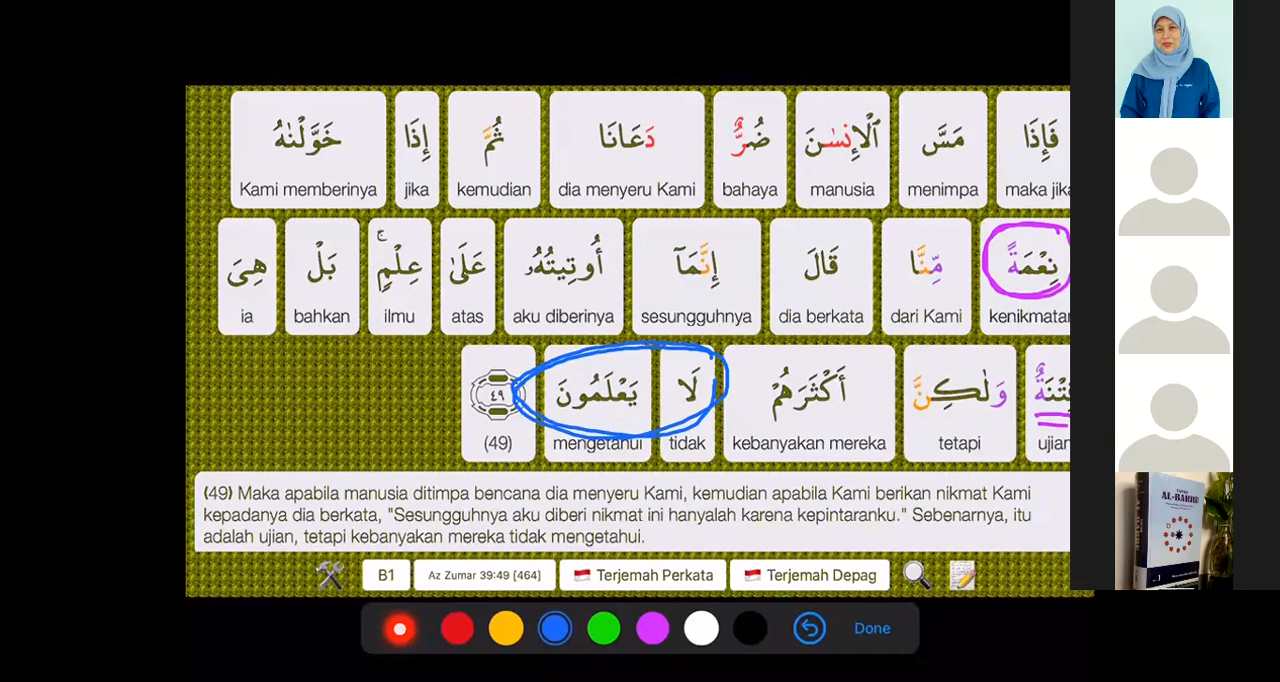 فَإِذَا مَسَّ ٱلْإِنسَٰنَ ضُرٌّ دَعَانَا ثُمَّ إِذَا خَوَّلْنَٰهُ
maka jika menimpa manusia bahaya dia menyeru Kami kemudian jika Kami memberinya
نِعْمَةً مِّنَّا قَالَ إِنَّمَآ أُوتِيتُهُۥ عَلَىٰ عِلْمٍۭ ۚ بَلْ هِىَ
kenikmatan dari Kami dia berkata sesungguhnya aku diberinya atas ilmu bahkan ia
وَلَٰكِنَّ أَكْثَرَهُمْ لَا يَعْلَمُونَ ٤٩
ujian tetapi kebanyakan mereka tidak mengetahui (49)
(49) Maka apabila manusia ditimpa bencana dia menyeru Kami, kemudian apabila Kami berikan nikmat Kami
kepadanya dia berkata, "Sesungguhnya aku diberi nikmat ini hanyalah karena kepintaranku." Sebenarnya, itu
adalah ujian, tetapi kebanyakan mereka tidak mengetahui.
B1 Az Zumar 39:49 [464] Terjemah Perkata Terjemah Depag
Done
AL-BARRU